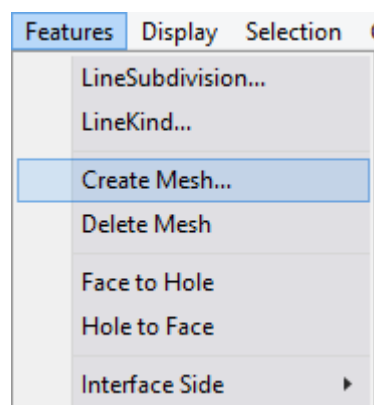 Features Display Selection
LineSubdivision...
LineKind...
Create Mesh...
Delete Mesh
Face to Hole
Hole to Face
Interface Side